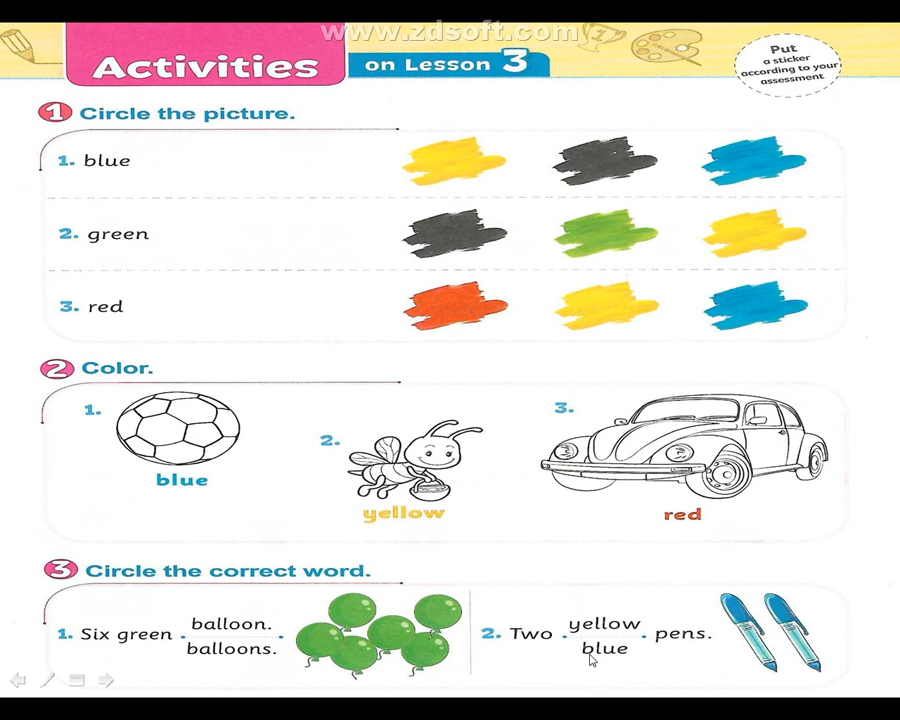 www.zdsoft.com
Activities
on Lesson 3
Put
a sticker
according to your
assessment
1 Circle the picture.
1. blue
2. green
3. red
2 Color.
1.
blue
2.
yellow
3.
red
3 Circle the correct word.
1. Six green . balloon. .
balloons.
2. Two . yellow . pens.
blue